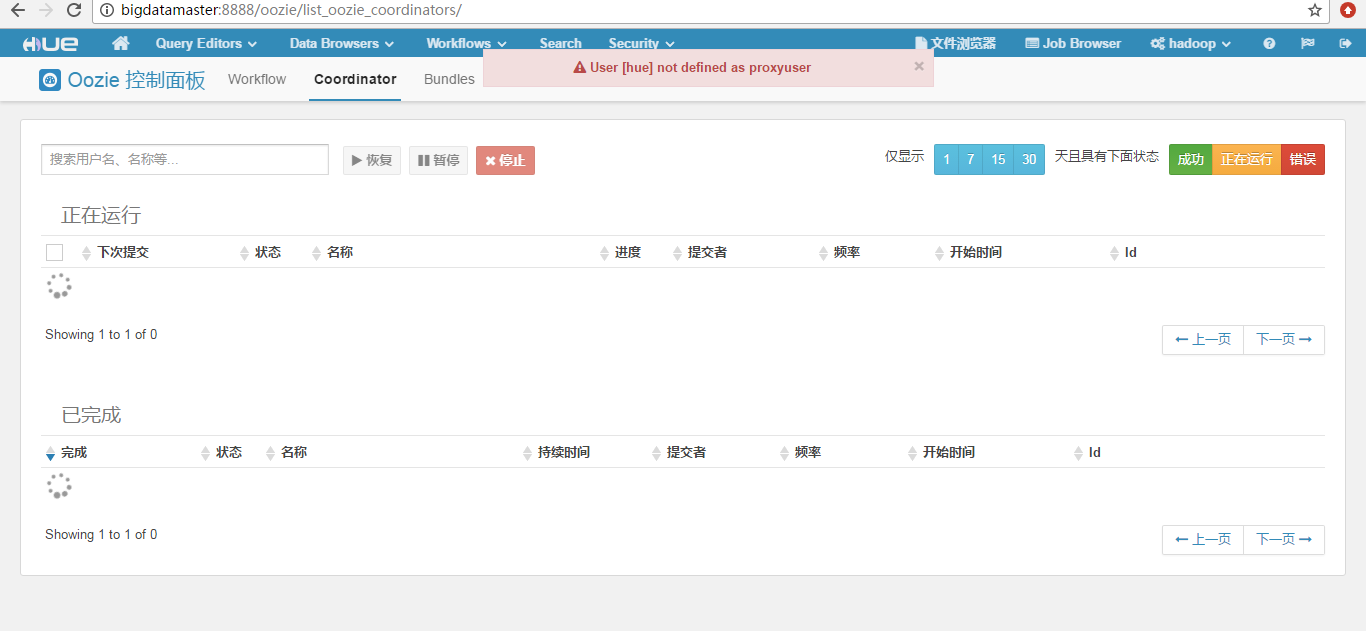 bigdatamaster:8888/oozie/list_oozie_coordinators/
HUE Query Editors Data Browsers Workflows Search Security 文件浏览器 Job Browser hadoop
Oozie 控制面板 Workflow Coordinator Bundles
User [hue] not defined as proxyuser ×
搜索用户名、名称等... 恢复 暂停 停止 仅显示 1 7 15 30 天且具有下面状态 成功 正在运行 错误
正在运行
下次提交 状态 名称 进度 提交者 频率 开始时间 Id
Showing 1 to 1 of 0
上一页 下一页
已完成
完成 状态 名称 持续时间 提交者 频率 开始时间 Id
Showing 1 to 1 of 0
上一页 下一页